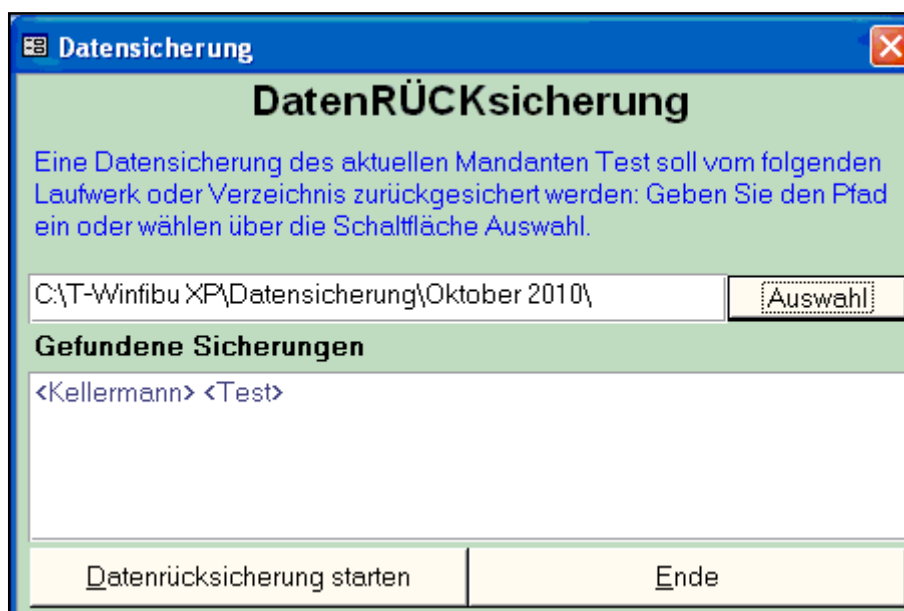 Datensicherung
DatenRÜCKsicherung
Eine Datensicherung des aktuellen Mandanten Test soll vom folgenden
Laufwerk oder Verzeichnis zurückgesichert werden: Geben Sie den Pfad
ein oder wählen über die Schaltfläche Auswahl.
C:\T-Winfibu XP\Datensicherung\Oktober 2010\ Auswahl
Gefundene Sicherungen
<Kellermann> <Test>
Datenrücksicherung starten Ende